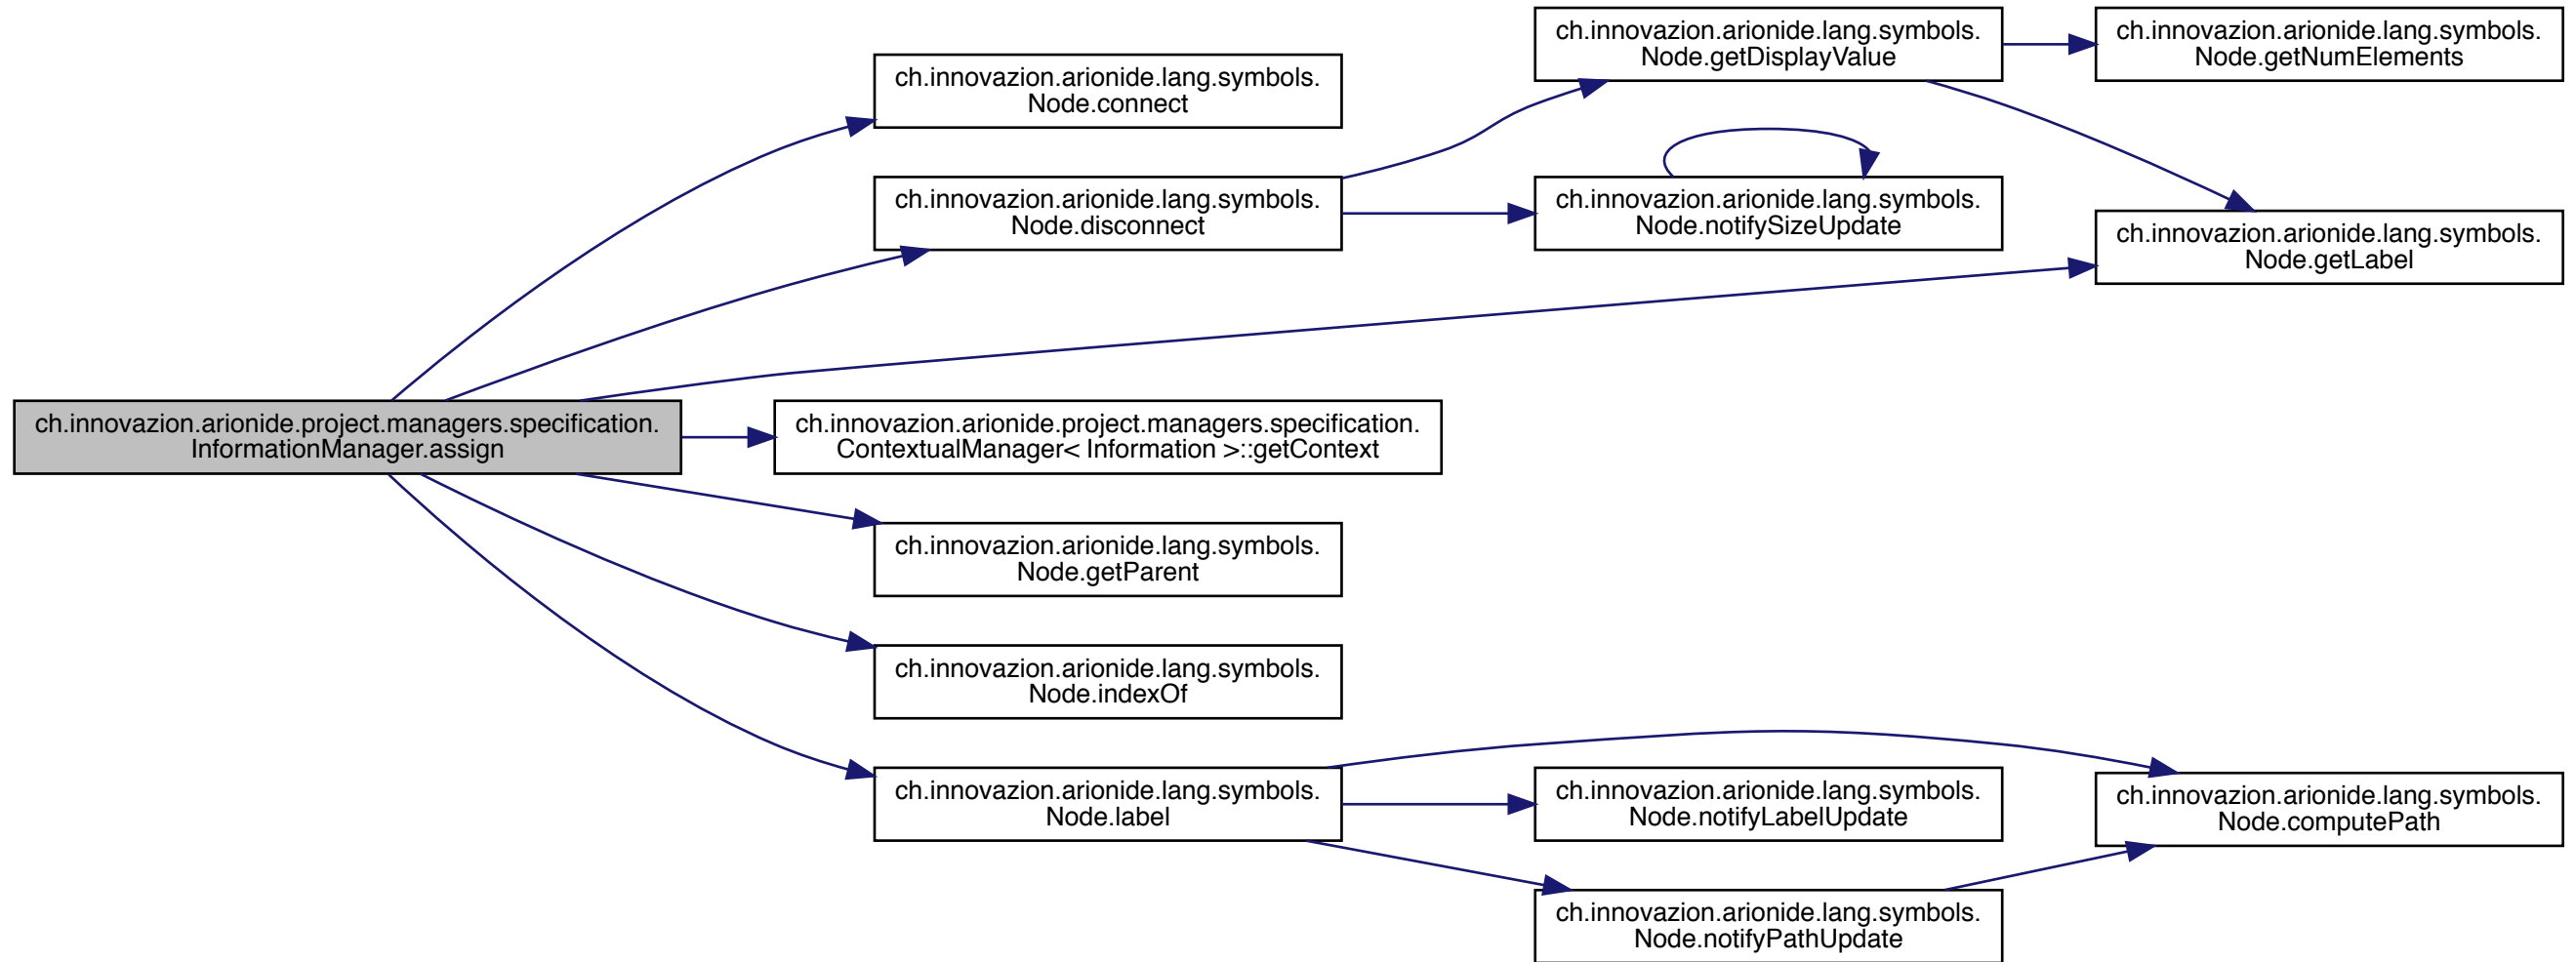 ch.innovazion.arionide.project.managers.specification.
InformationManager.assign
ch.innovazion.arionide.lang.symbols.
Node.connect
ch.innovazion.arionide.lang.symbols.
Node.disconnect
ch.innovazion.arionide.lang.symbols.
Node.getDisplayValue
ch.innovazion.arionide.lang.symbols.
Node.getNumElements
ch.innovazion.arionide.lang.symbols.
Node.notifySizeUpdate
ch.innovazion.arionide.lang.symbols.
Node.getLabel
ch.innovazion.arionide.project.managers.specification.
ContextualManager< Information >::getContext
ch.innovazion.arionide.lang.symbols.
Node.getParent
ch.innovazion.arionide.lang.symbols.
Node.indexOf
ch.innovazion.arionide.lang.symbols.
Node.label
ch.innovazion.arionide.lang.symbols.
Node.notifyLabelUpdate
ch.innovazion.arionide.lang.symbols.
Node.computePath
ch.innovazion.arionide.lang.symbols.
Node.notifyPathUpdate